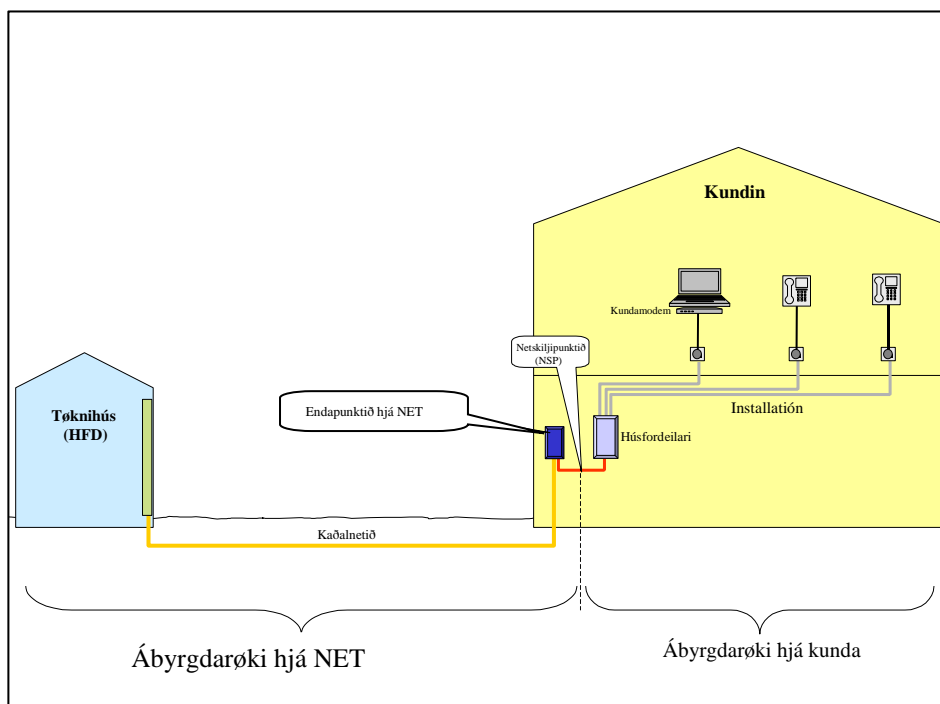 Kundin
Kundamodem
Netskiljipunktið
(NSP)
Endapunktið hjá NET
Installatión
Tøknihús
(HFD)
Húsfordeilari
Kaðalnetið
Ábyrgdarøki hjá NET
Ábyrgdarøki hjá kunda